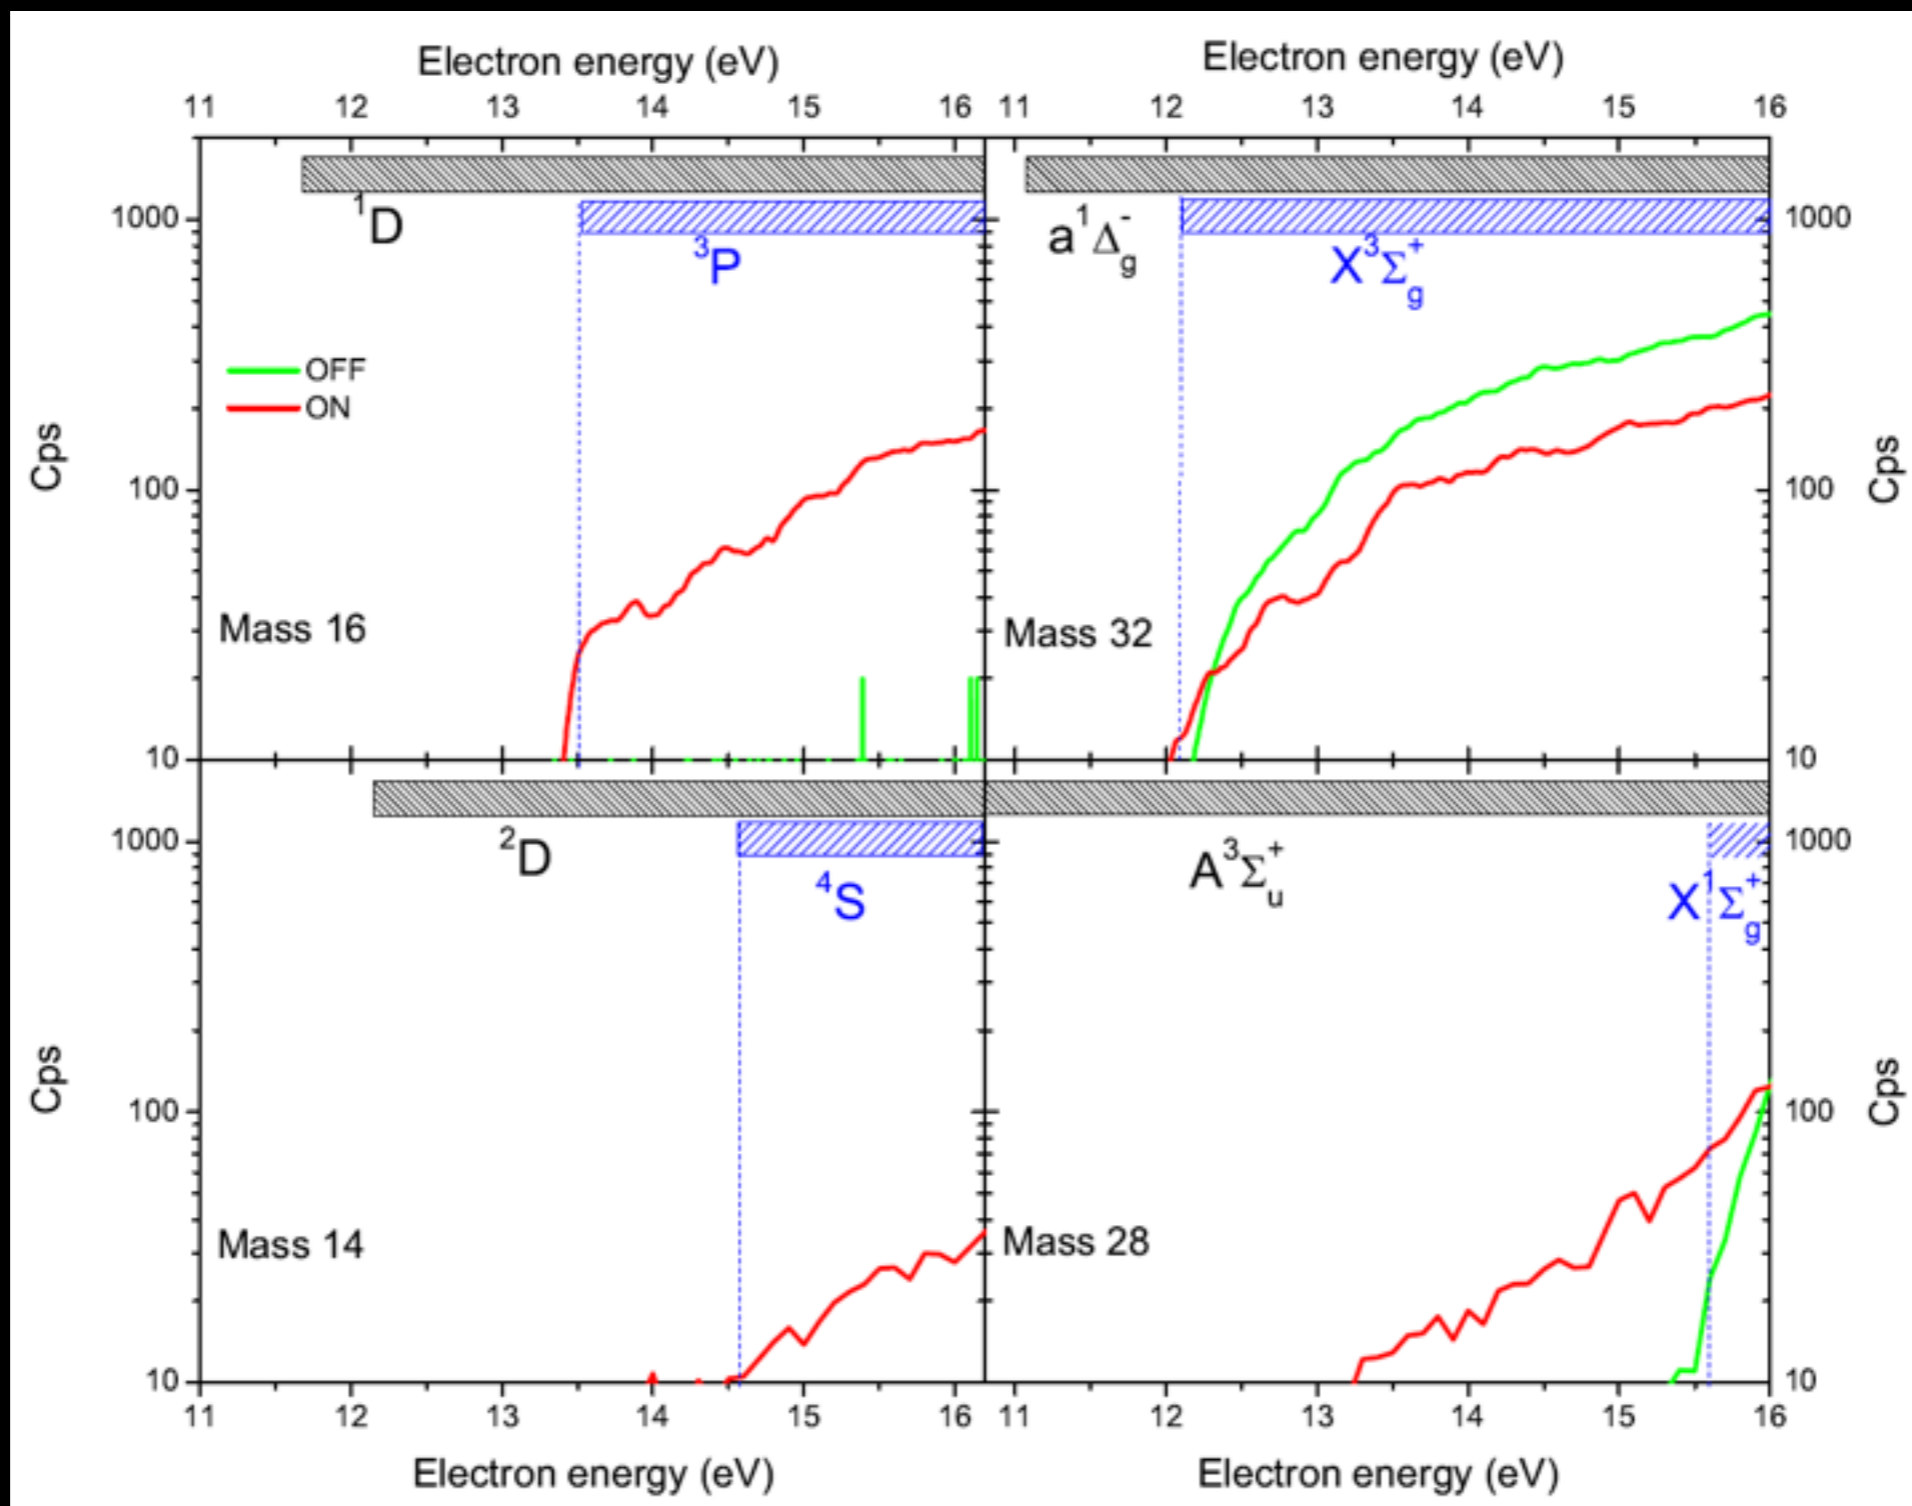 Electron energy (eV)
Electron energy (eV)
11 12 13 14 15 16
11 12 13 14 15 16
¹D
a¹Δg⁻
³P
X³Σg⁺
1000
1000
OFF
ON
Cps
Cps
100
100
Mass 16
Mass 32
10
10
²D
A³Σu⁺
⁴S
X¹Σg⁺
1000
1000
Cps
Cps
100
100
Mass 14
Mass 28
10
10
11 12 13 14 15 16
11 12 13 14 15 16
Electron energy (eV)
Electron energy (eV)